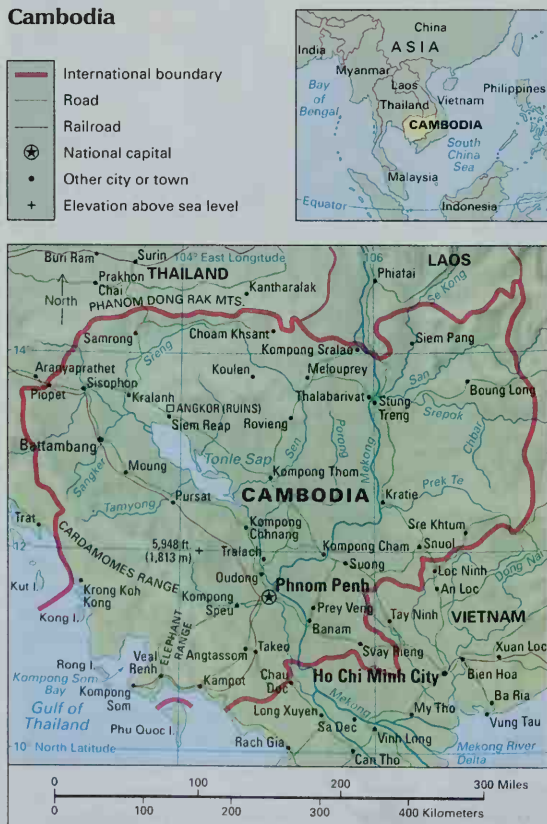 Cambodia
International boundary
Road
Railroad
National capital
Other city or town
Elevation above sea level
China
ASIA
India
Myanmar
Laos
Bay
of
Bengal
Thailand
Vietnam
Philippines
CAMBODIA
South
China
Sea
Malaysia
Equator
Indonesia
Buri Ram
Surin
104° East Longitude
106
LAOS
THAILAND
Phiatai
Prakhon
Chai
Kantharalak
Se Kong
North
PHANOM DONG RAK MTS.
Samrong
Choam Khsant
Siem Pang
14°
Sreng
Kompong Sralao
Aranyaprathet
Koulen
Melouprey
San
Piopet
Sisophon
Kralanh
Thalabarivat
Stung
Treng
Boung Long
ANGKOR (RUINS)
Siem Reap
Rovieng
Srepok
Battambang
Sen
Porong
Mekong
Chbar
Tonle Sap
Sangker
Moung
Kompong Thom
Prek Te
CAMBODIA
Tamyong
Pursat
Kratie
Trat
Kompong
Chhnang
Sre Khtum
CARDAMOMES RANGE
5,948 ft
(1,813 m)
12°
Tralach
Kompong Cham
Snuol
Kut I.
Oudong
Suong
Loc Ninh
Dong Nai
Krong Koh
Kong
Phnom Penh
An Loc
Kong I.
Kompong
Speu
Prey Veng
Tay Ninh
VIETNAM
Banam
ELEPHANT
RANGE
Rong I.
Veal
Renh
Angtassom
Takeo
Svay Rieng
Xuan Loc
Kompong Som
Bay
Ho Chi Minh City
Bien Hoa
Kompong
Som
Kampot
Chau
Doc
Ba Ria
Gulf of
Thailand
Mekong
Long Xuyen
My Tho
Vung Tau
Phu Quoc I.
Sa Dec
Vinh Long
10° North Latitude
Rach Gia
Can Tho
Mekong River
Delta
0 100 200 300 Miles
0 100 200 300 400 Kilometers